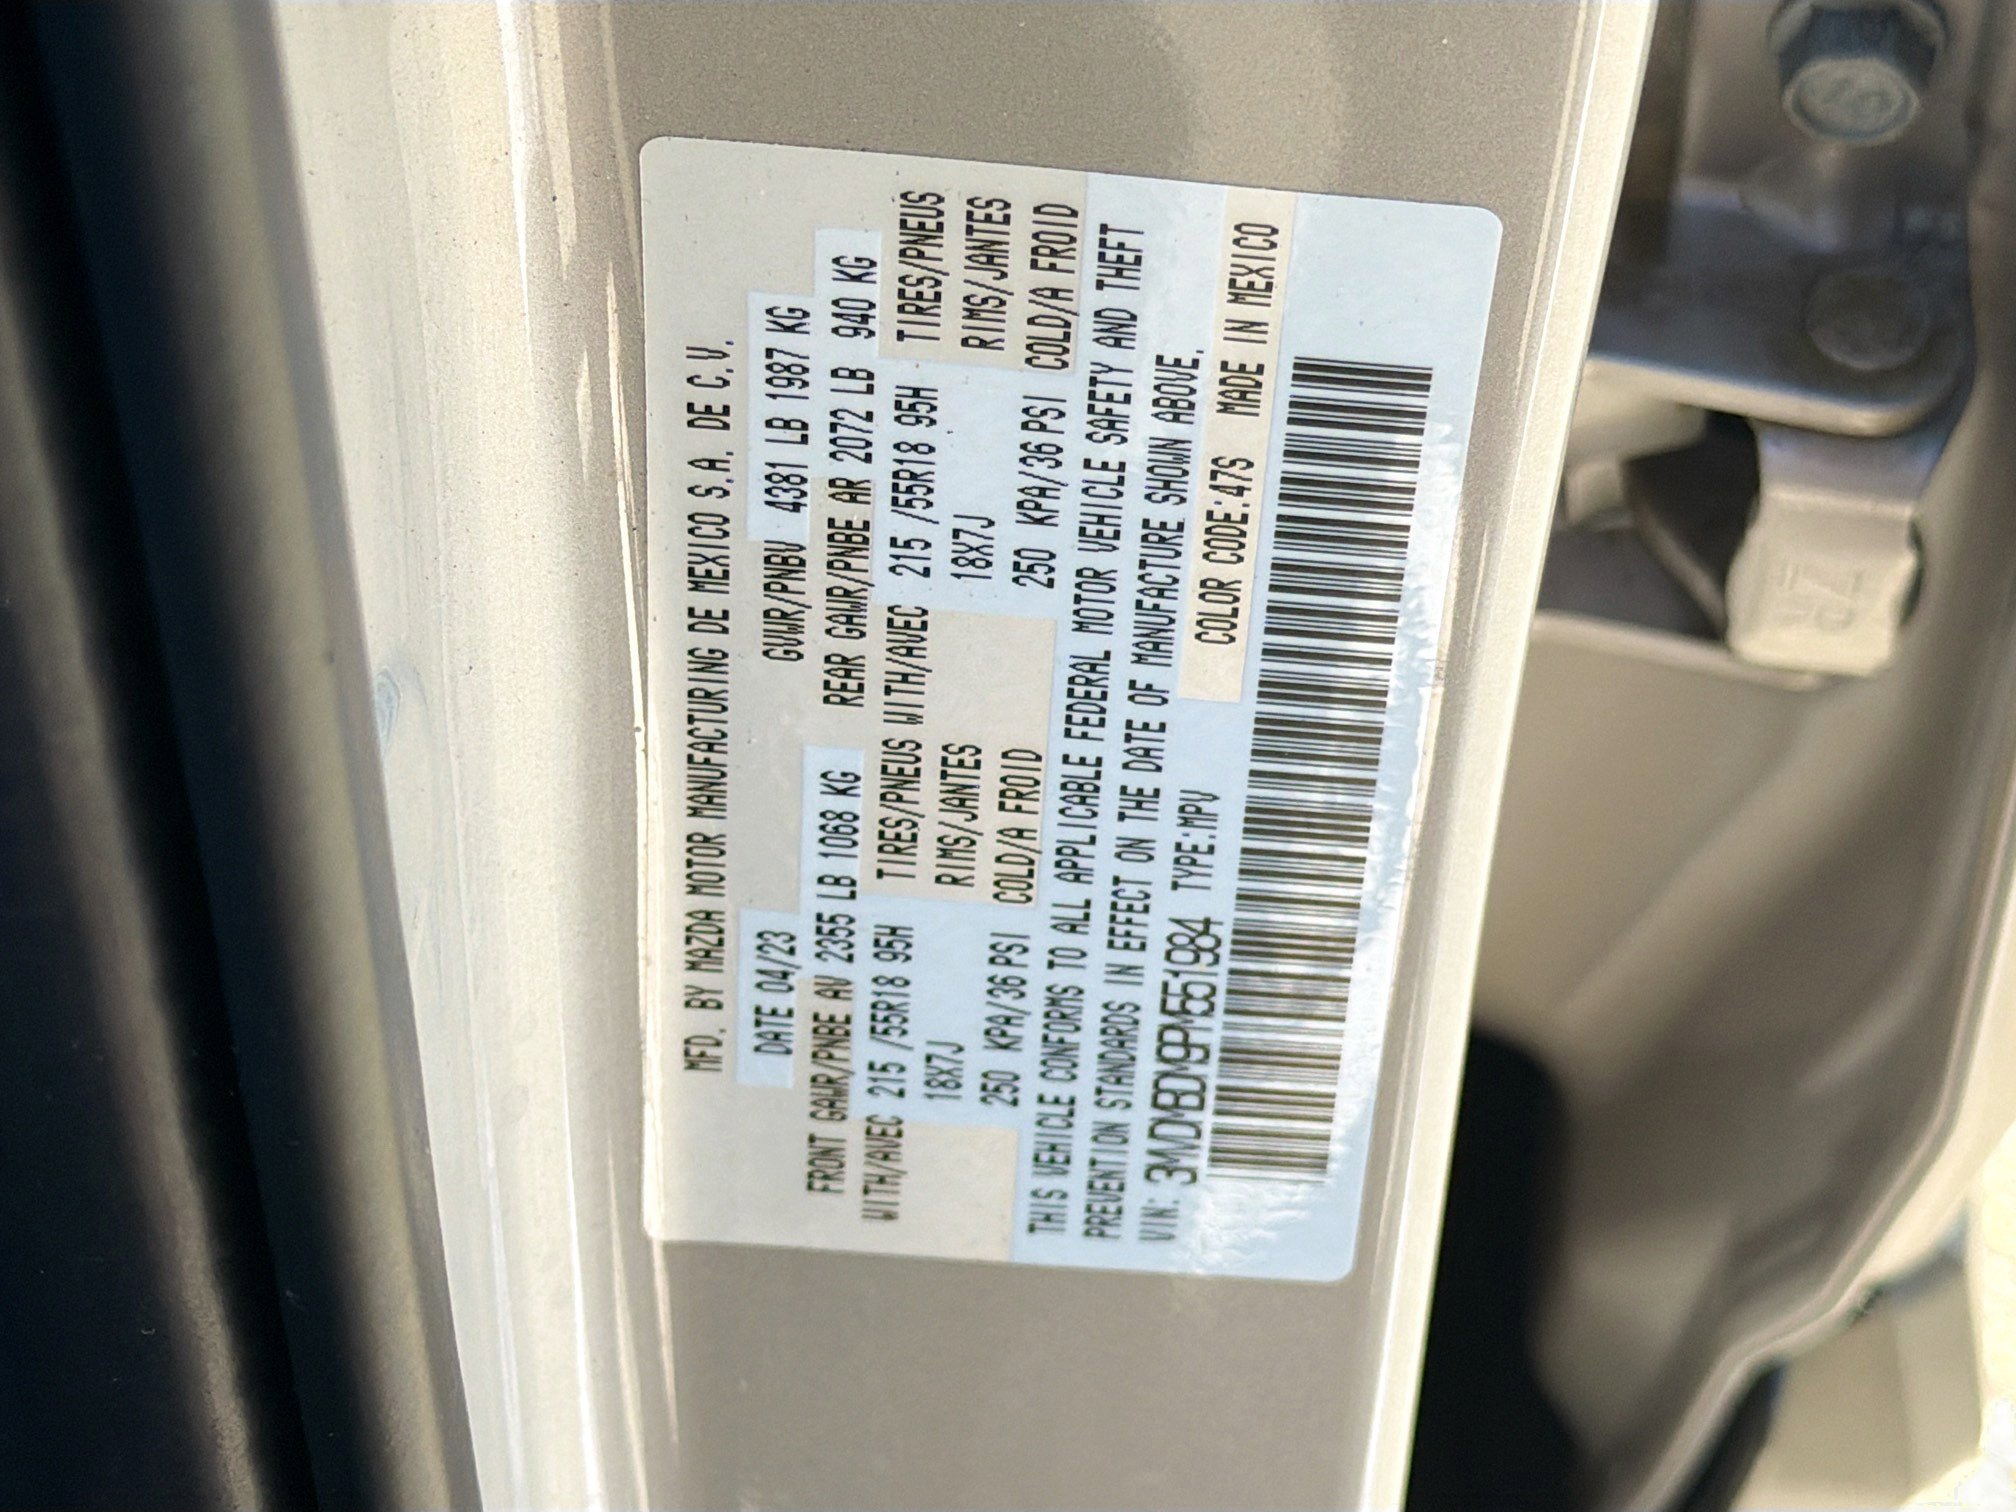 MFD. BY MAZDA MOTOR MANUFACTURING DE MEXICO S.A. DE C.V.
DATE 04/23 GVWR/PNBV 4381 LB 1987 KG
FRONT GAWR/PNBE AV 2355 LB 1068 KG REAR GAWR/PNBE AR 2072 LB 940 KG
WITH/AVEC 215 /55R18 95H TIRES/PNEUS WITH/AVEC 215 /55R18 95H TIRES/PNEUS
18X7J RIMS/JANTES 18X7J RIMS/JANTES
250 KPA/36 PSI COLD/A FROID 250 KPA/36 PSI COLD/A FROID
THIS VEHICLE CONFORMS TO ALL APPLICABLE FEDERAL MOTOR VEHICLE SAFETY AND THEFT
PREVENTION STANDARDS IN EFFECT ON THE DATE OF MANUFACTURE SHOWN ABOVE.
VIN: 3MVDMBDM9PM551984 TYPE:MPV COLOR CODE:47S MADE IN MEXICO